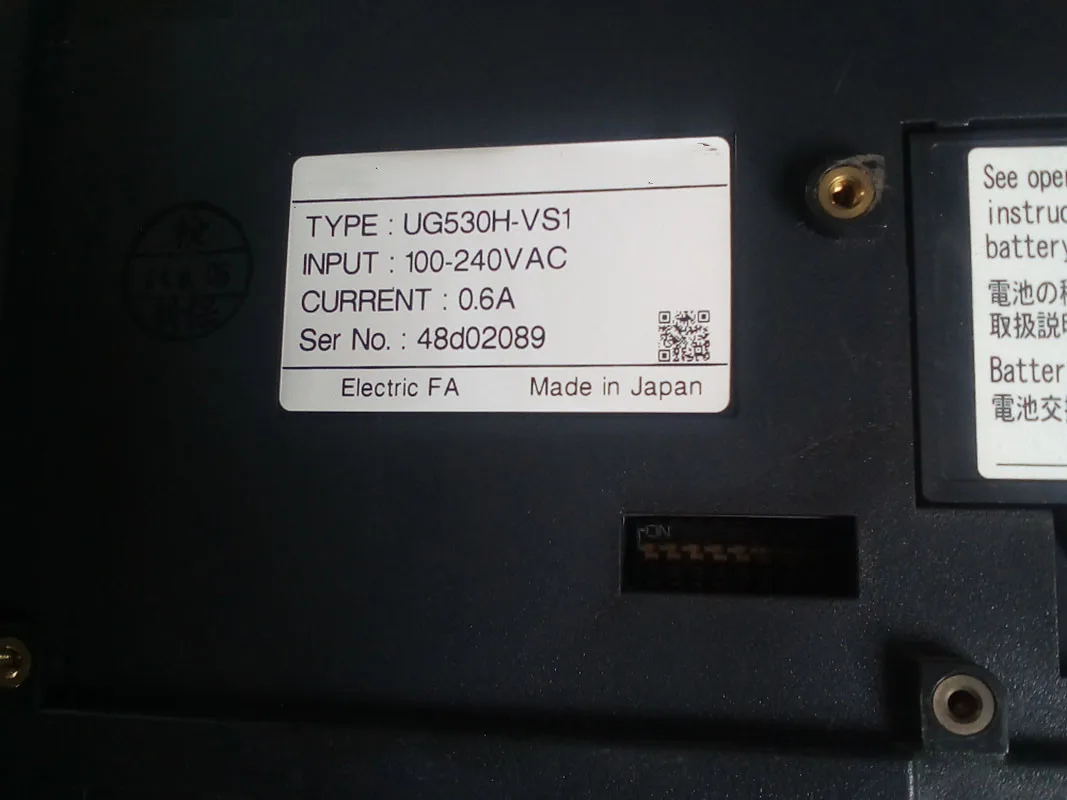 TYPE : UG530H-VS1
INPUT : 100-240VAC
CURRENT : 0.6A
Ser No. : 48d02089
Electric FA Made in Japan
See
instruc
battery
電池の
取扱説
Batter
電池交
ON